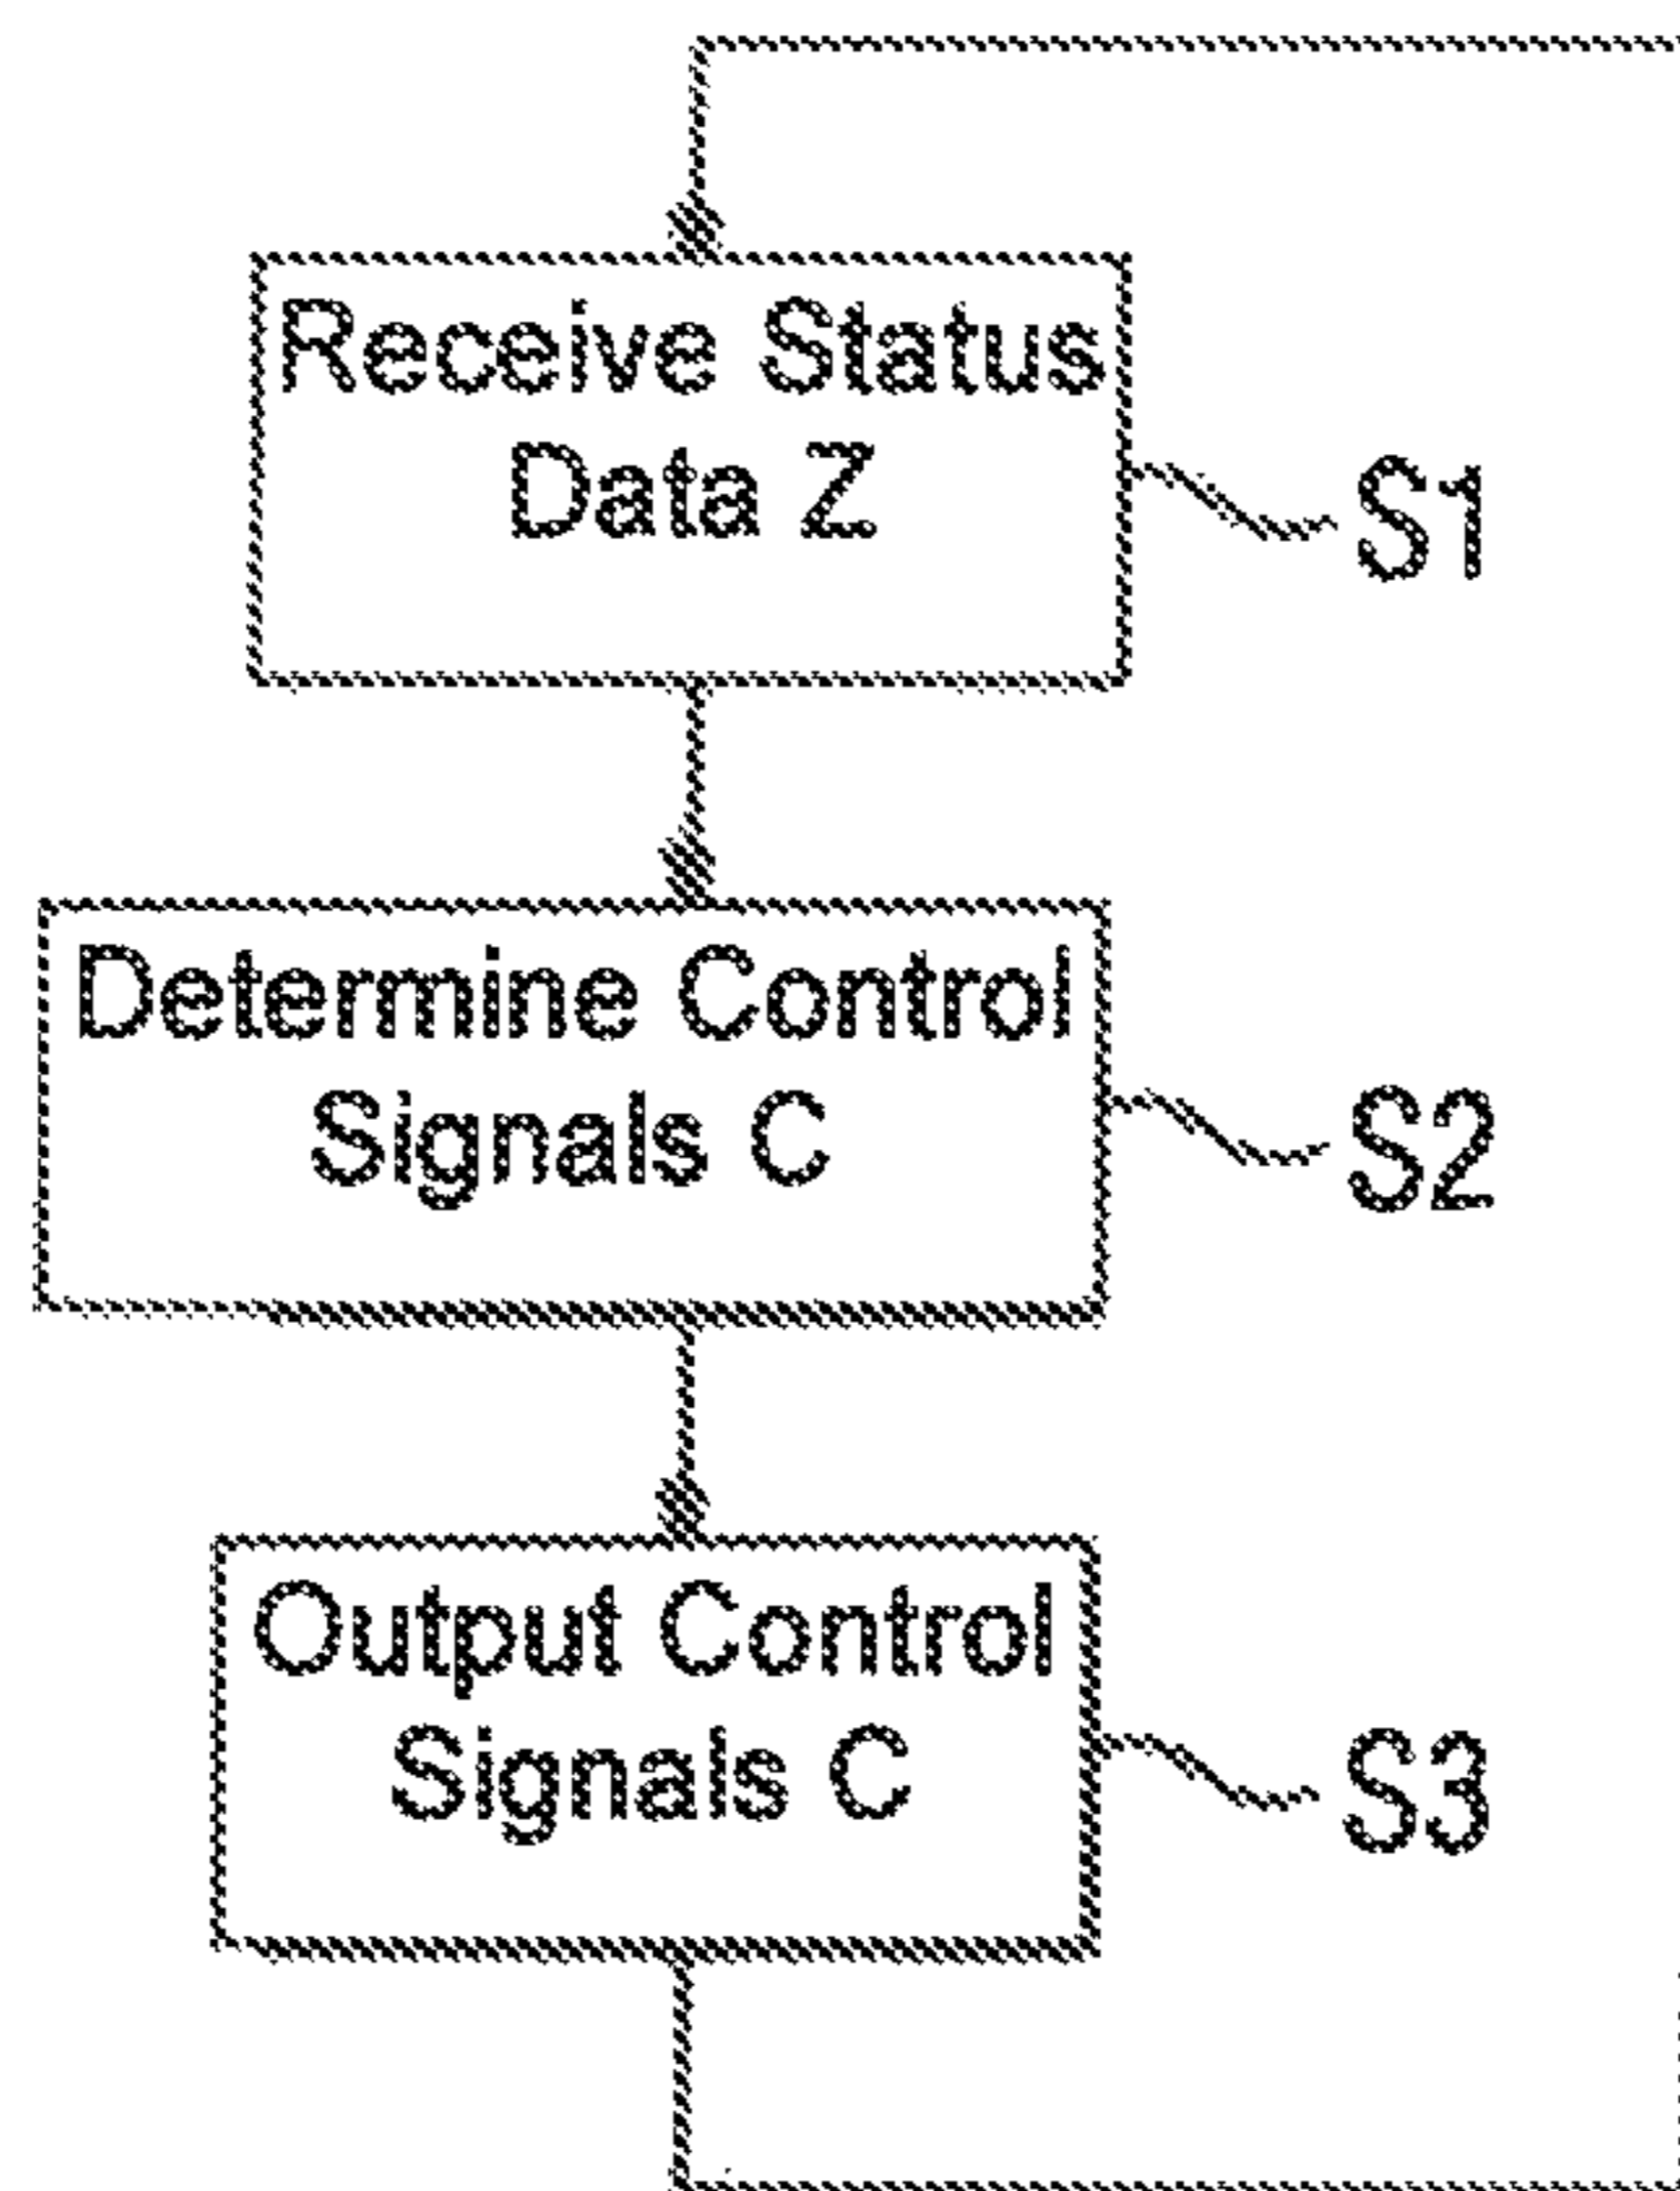 Receive Status
Data Z
S1
Determine Control
Signals C
S2
Output Control
Signals C
S3